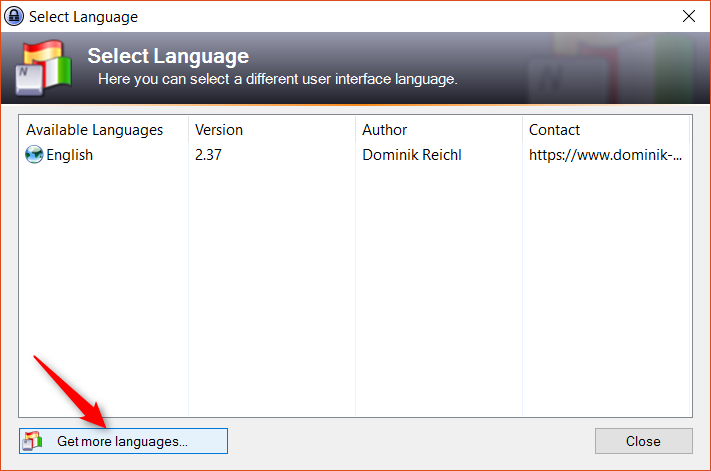 Select Language
Select Language
Here you can select a different user interface language.
Available Languages Version Author Contact
English 2.37 Dominik Reichl https://www.dominik-...
Get more languages... Close